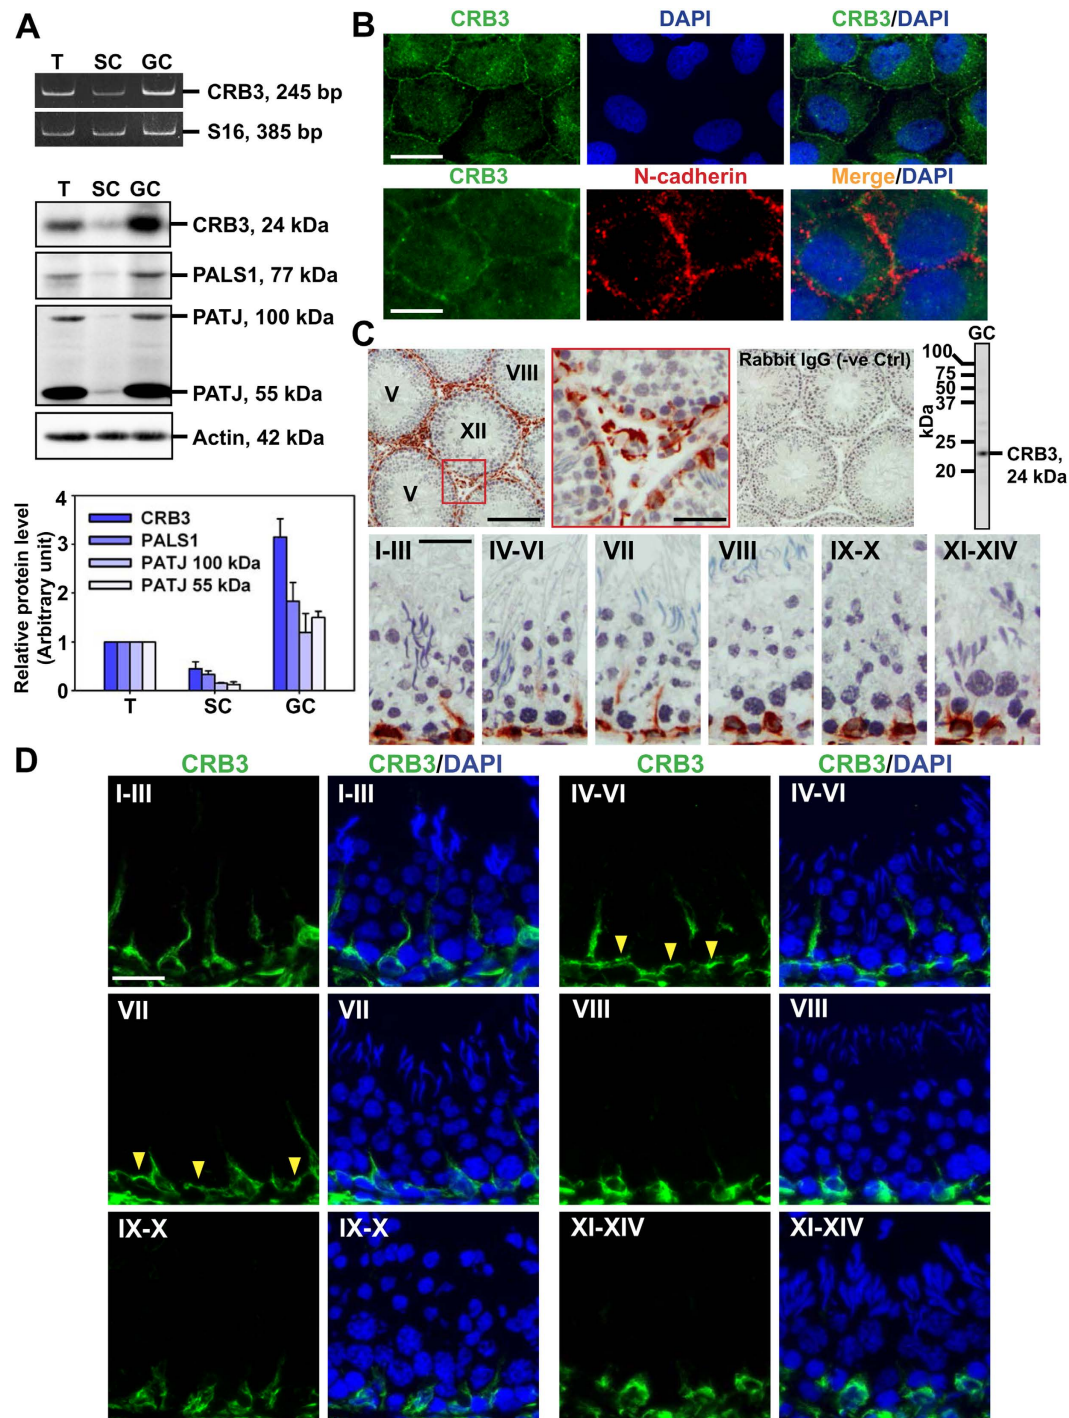 A
T SC GC
CRB3, 245 bp
S16, 385 bp
T SC GC
CRB3, 24 kDa
PALS1, 77 kDa
PATJ, 100 kDa
PATJ, 55 kDa
Actin, 42 kDa
Relative protein level
(Arbitrary unit)
4
3
2
1
0
CRB3
PALS1
PATJ 100 kDa
PATJ 55 kDa
T SC GC
B
CRB3 DAPI CRB3/DAPI
CRB3 N-cadherin Merge/DAPI
C
V VIII
XII
V
Rabbit IgG (-ve Ctrl)
GC
100
75
50
37
25
20
kDa
CRB3,
24 kDa
I-III IV-VI VII VIII IX-X XI-XIV
D
CRB3 CRB3/DAPI CRB3 CRB3/DAPI
I-III I-III IV-VI IV-VI
VII VII VIII VIII
IX-X IX-X XI-XIV XI-XIV